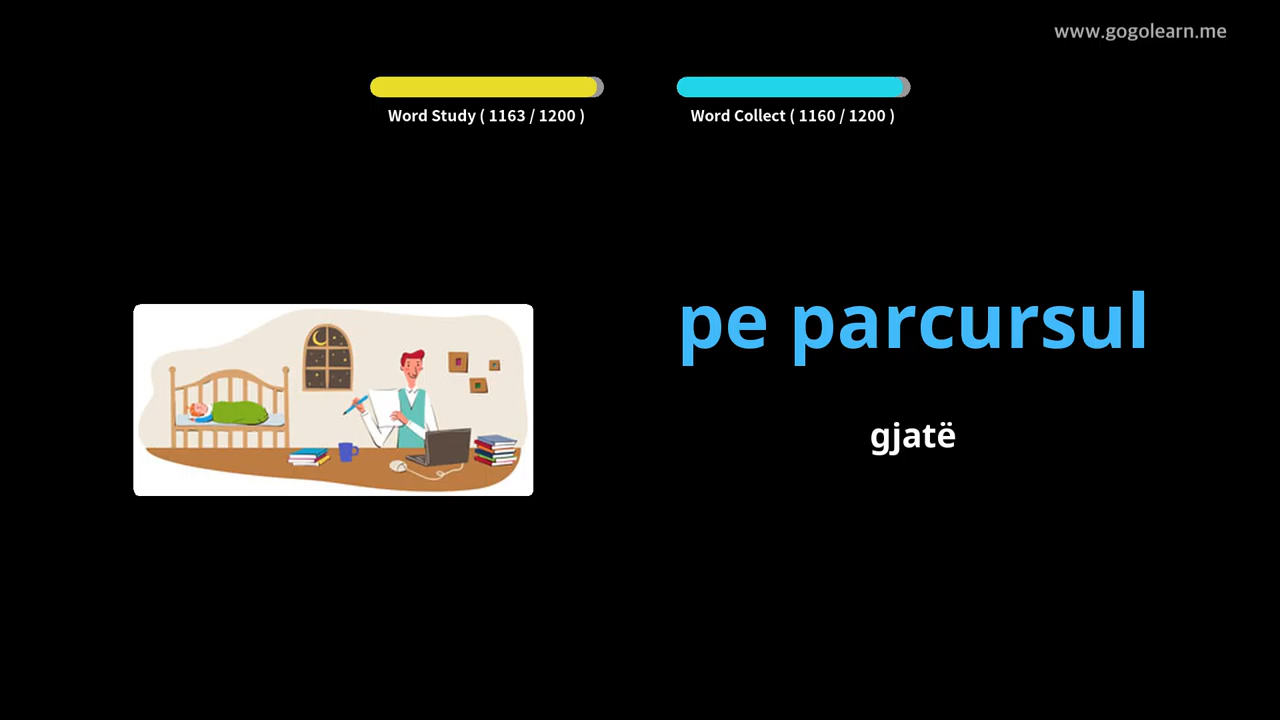 www.gogolearn.me
Word Study ( 1163 / 1200 )
Word Collect ( 1160 / 1200 )
pe parcursul
gjatë